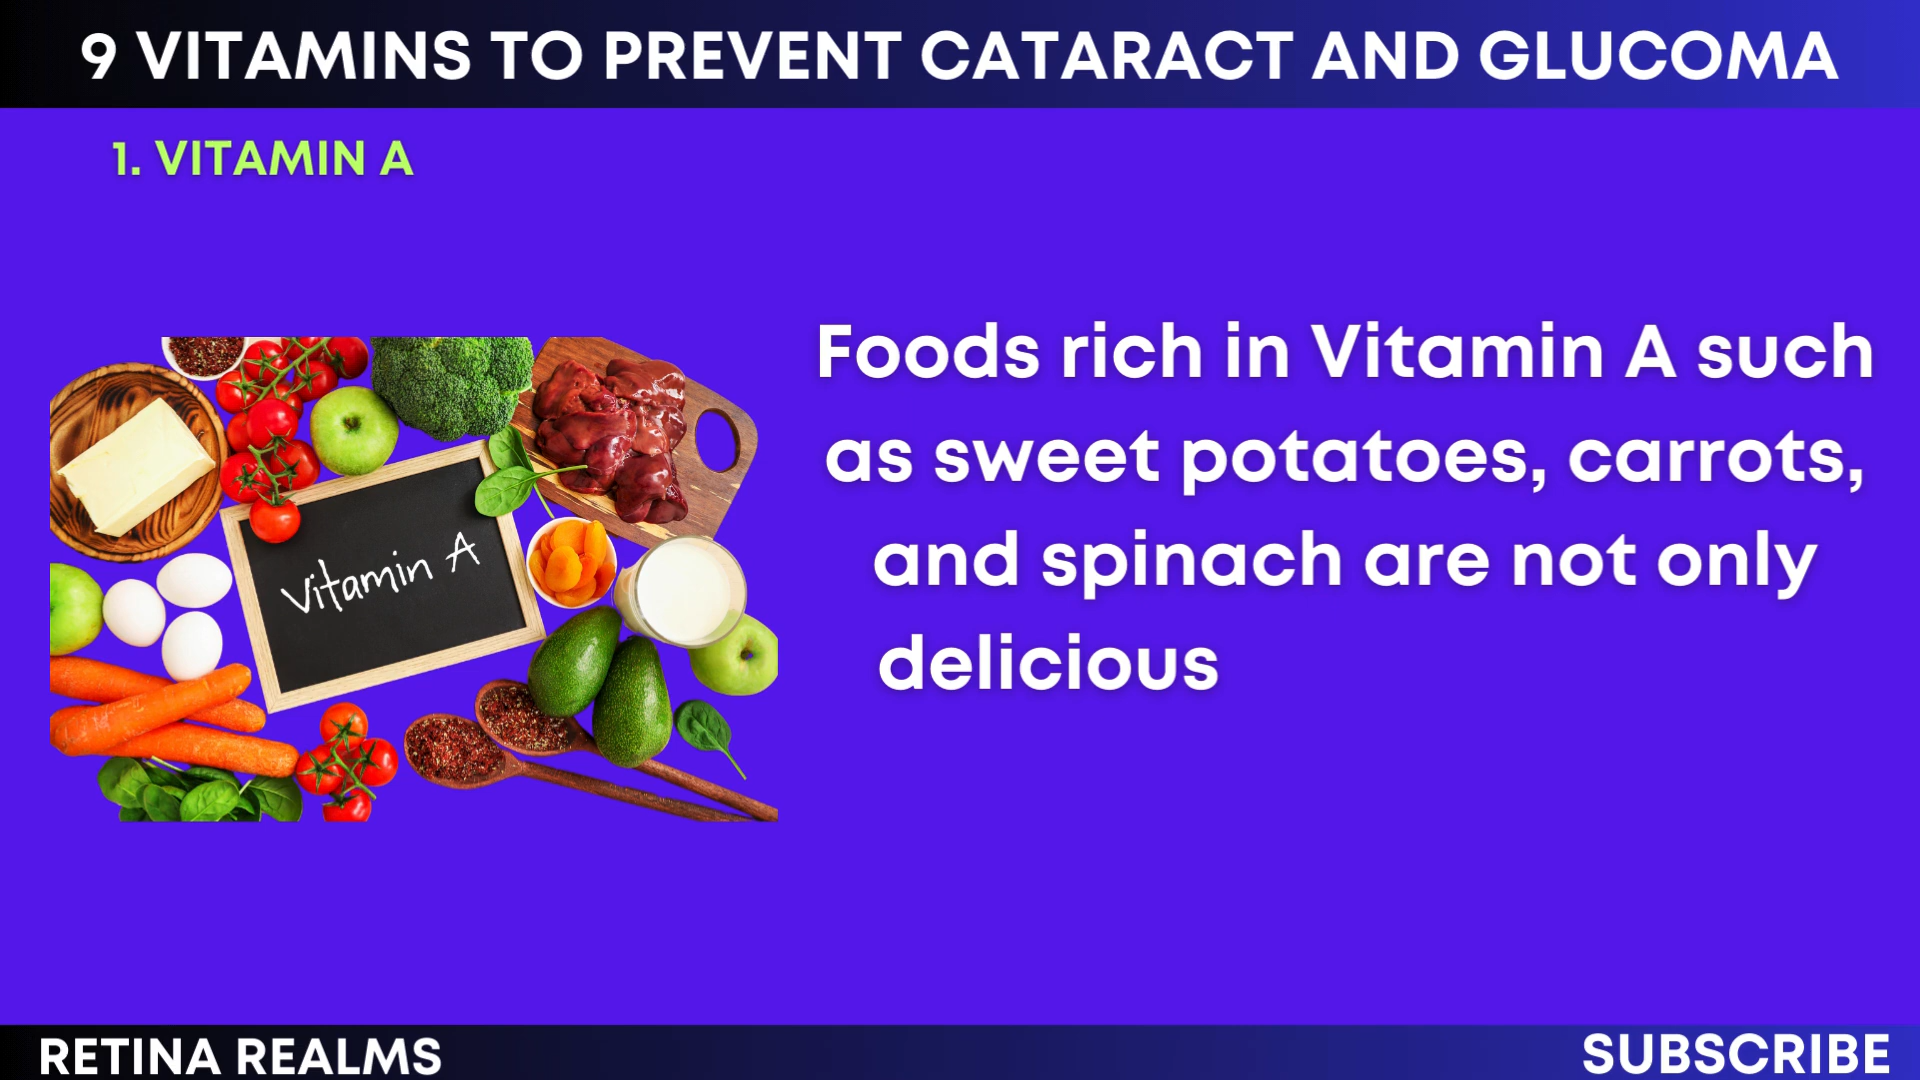 9 VITAMINS TO PREVENT CATARACT AND GLUCOMA
1. VITAMIN A
Vitamin A
Foods rich in Vitamin A such
as sweet potatoes, carrots,
and spinach are not only
delicious
RETINA REALMS
SUBSCRIBE